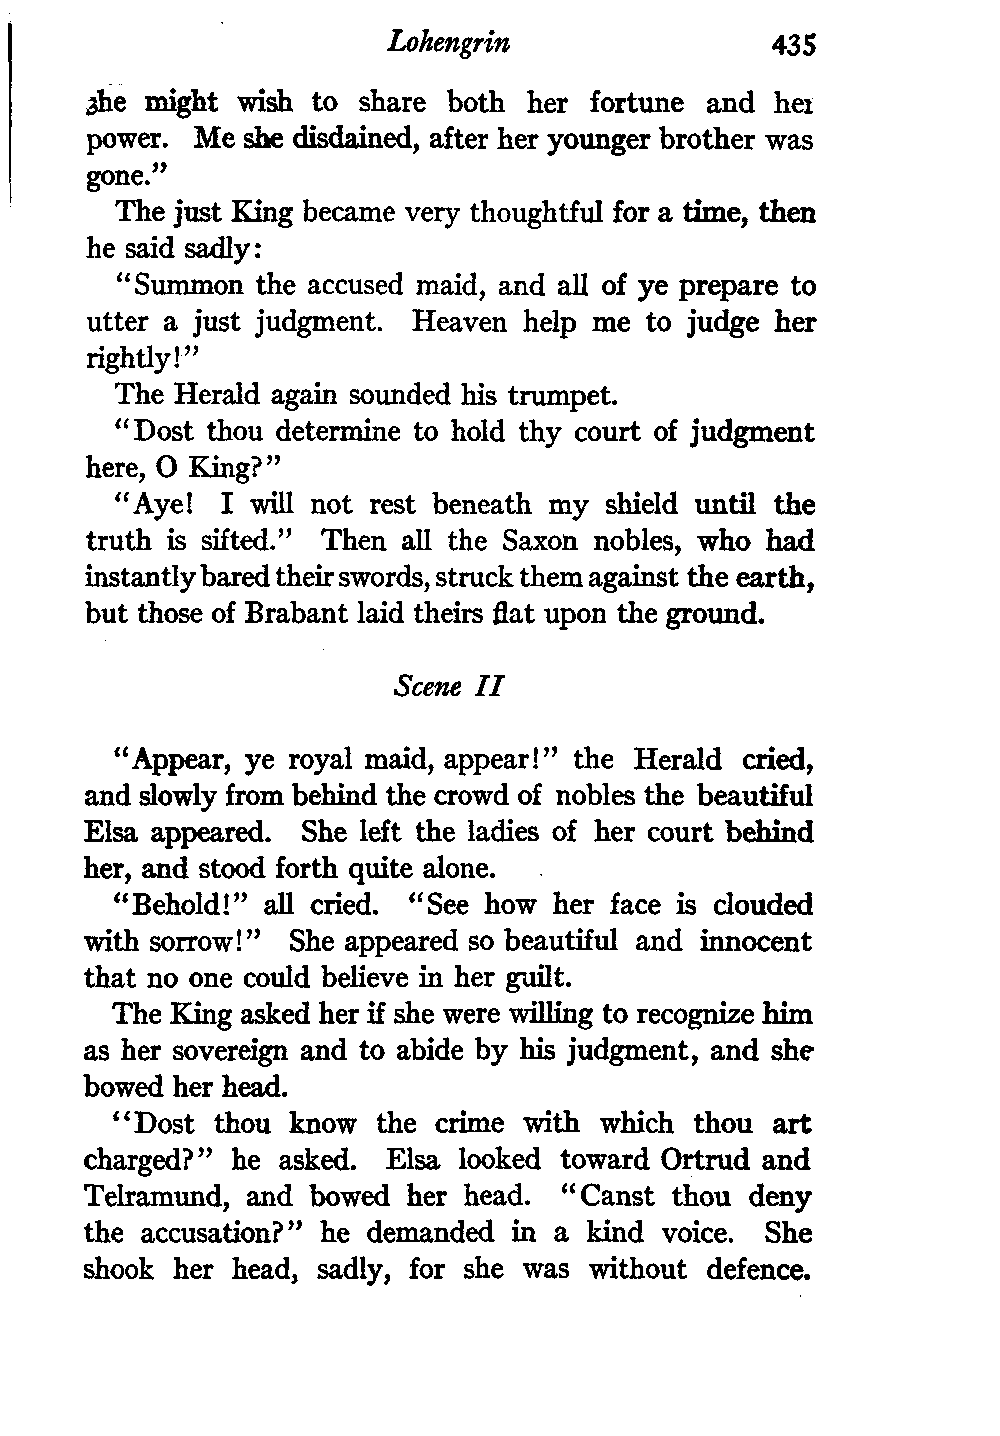 Lohengrin 435
she might wish to share both her fortune and her
power. Me she disdained, after her younger brother was
gone."
The just King became very thoughtful for a time, then
he said sadly:
"Summon the accused maid, and all of ye prepare to
utter a just judgment. Heaven help me to judge her
rightly!"
The Herald again sounded his trumpet.
"Dost thou determine to hold thy court of judgment
here, O King?"
"Aye! I will not rest beneath my shield until the
truth is sifted." Then all the Saxon nobles, who had
instantly bared their swords, struck them against the earth,
but those of Brabant laid theirs flat upon the ground.
Scene II
"Appear, ye royal maid, appear!" the Herald cried,
and slowly from behind the crowd of nobles the beautiful
Elsa appeared. She left the ladies of her court behind
her, and stood forth quite alone.
"Behold!" all cried. "See how her face is clouded
with sorrow!" She appeared so beautiful and innocent
that no one could believe in her guilt.
The King asked her if she were willing to recognize him
as her sovereign and to abide by his judgment, and she
bowed her head.
"Dost thou know the crime with which thou art
charged?" he asked. Elsa looked toward Ortrud and
Telramund, and bowed her head. "Canst thou deny
the accusation?" he demanded in a kind voice. She
shook her head, sadly, for she was without defence.